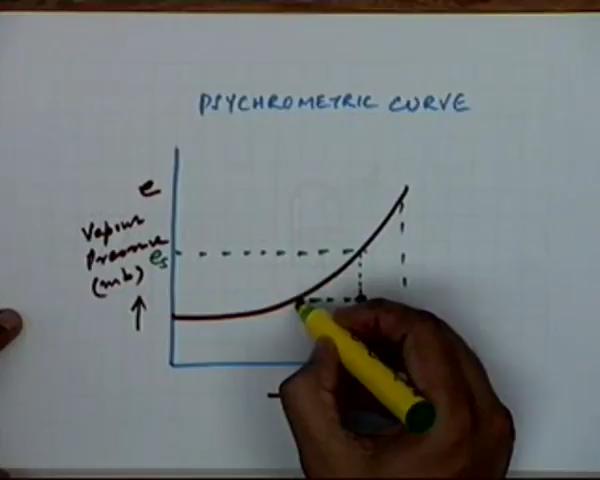 PSYCHROMETRIC CURVE
e
Vapour
Pressure
es
(mb)